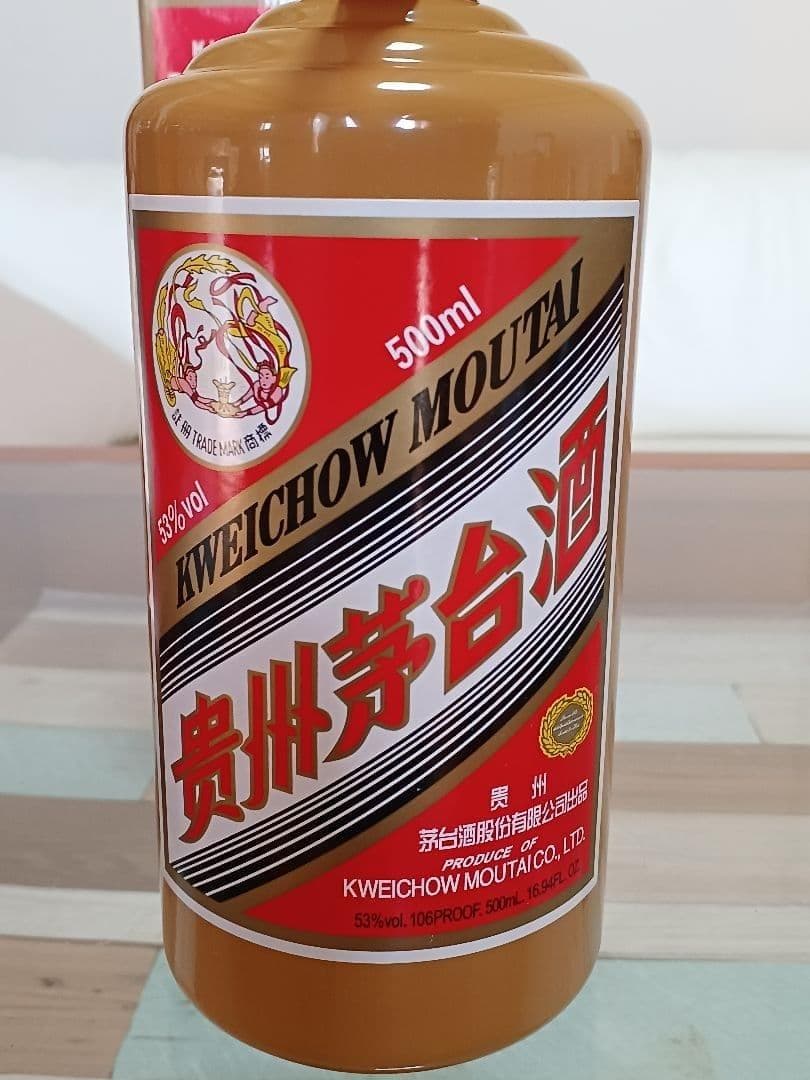 500ml
註册 TRADE MARK 商標
53%vol
KWEICHOW MOUTAI
贵州茅台酒
贵州
茅台酒股份有限公司出品
PRODUCE OF
KWEICHOW MOUTAI CO., LTD.
53%vol. 106PROOF. 500mL. 16.94FL. OZ